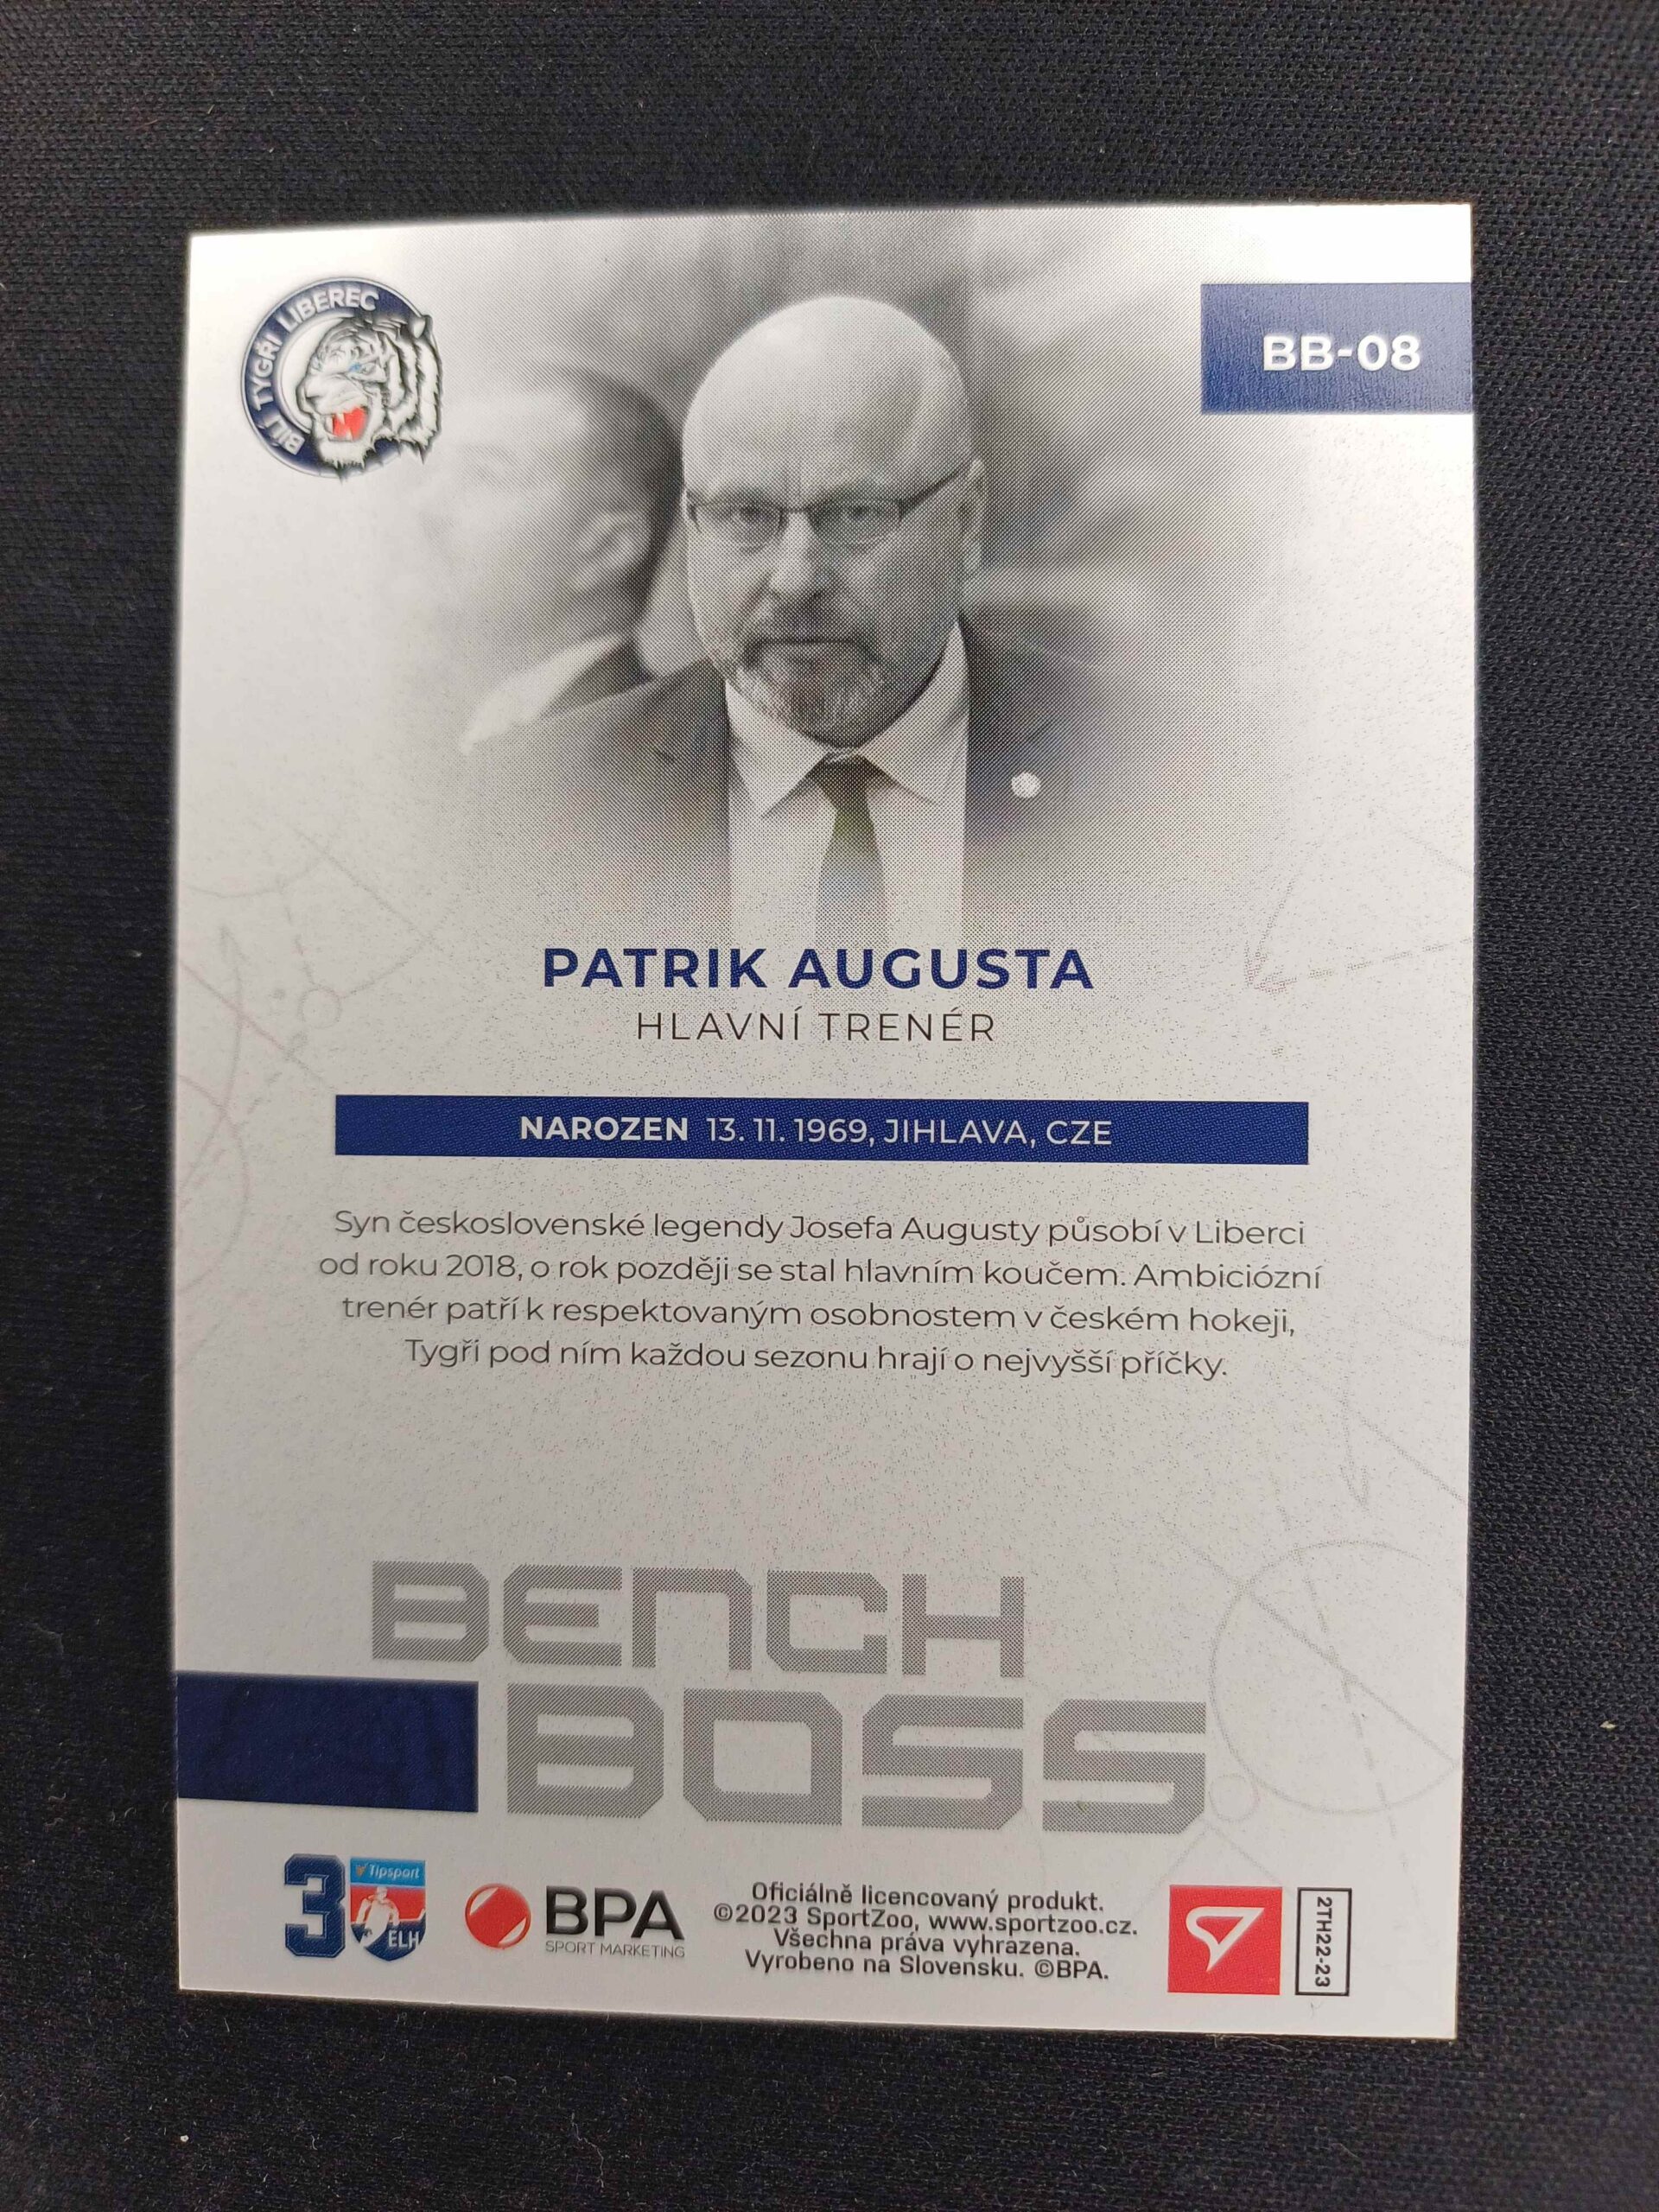 BÍLÍ TYGŘI LIBEREC
BB-08
PATRIK AUGUSTA
HLAVNÍ TRENÉR
NAROZEN 13. 11. 1969, JIHLAVA, CZE
Syn československé legendy Josefa Augusty působí v Liberci
od roku 2018, o rok později se stal hlavním koučem. Ambiciózní
trenér patří k respektovaným osobnostem v českém hokeji,
Tygři pod ním každou sezonu hrají o nejvyšší příčky.
BENCH
BOSS
3 Tipsport
ELH
BPA
SPORT MARKETING
Oficiálně licencovaný produkt.
©2023 SportZoo, www.sportzoo.cz.
Všechna práva vyhrazena.
Vyrobeno na Slovensku. ©BPA.
2TH22-23